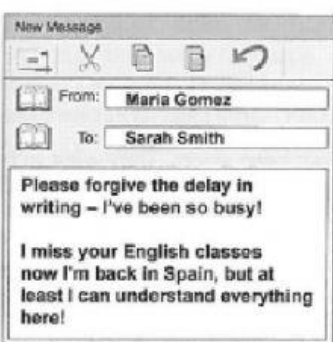 New Message
From: Maria Gomez
To: Sarah Smith
Please forgive the delay in
writing – I've been so busy!
I miss your English classes
now I'm back in Spain, but at
least I can understand everything
here!